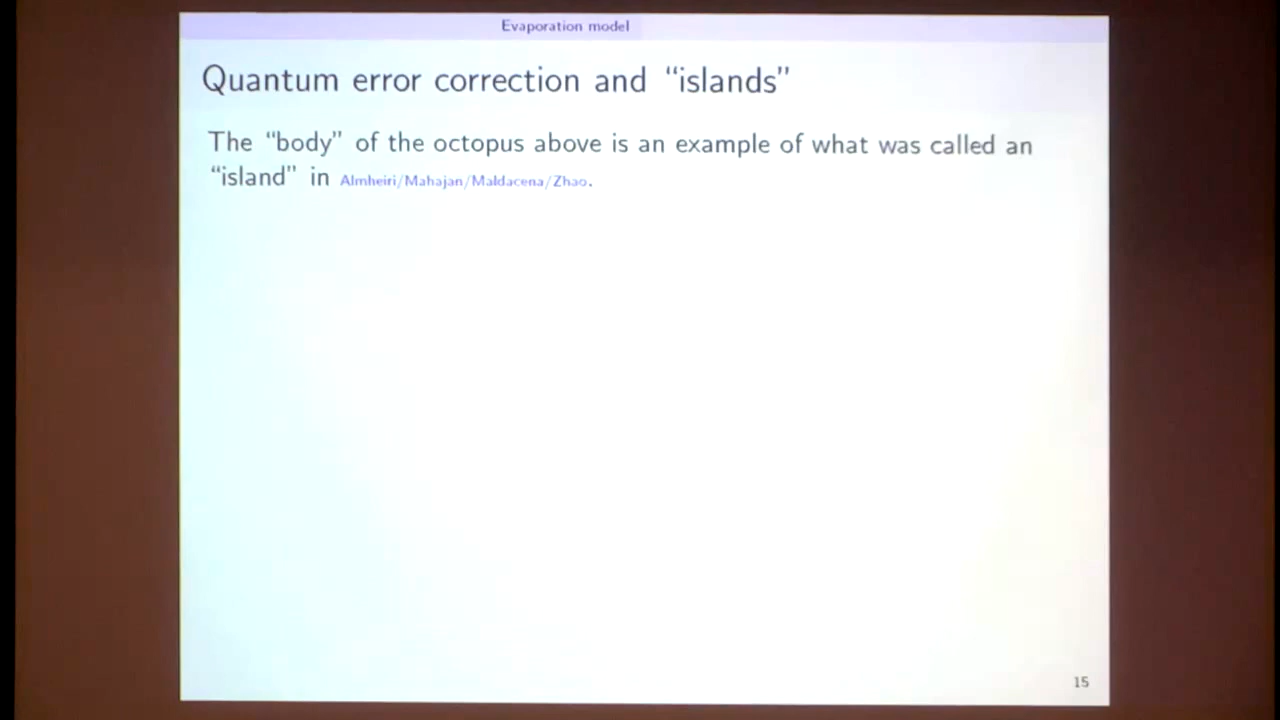 Evaporation model
Quantum error correction and “islands”
The “body” of the octopus above is an example of what was called an
“island” in Almheiri/Mahajan/Maldacena/Zhao.
15